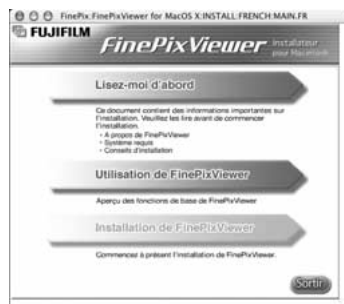 FinePix:FinePixViewer for MacOS X:INSTALL:FRENCH:MAIN.FR
FUJIFILM
FinePixViewer Installateur
pour Macintosh
Lisez-moi d'abord
Ce document contient des informations importantes sur
l'installation. Veuillez les lire avant de commencer
l'installation.
• A propos de FinePixViewer
• Système requis
• Conseils d'installation
Utilisation de FinePixViewer
Aperçu des fonctions de base de FinePixViewer
Installation de FinePixViewer
Commencez à présent l'installation de FinePixViewer.
Sortir